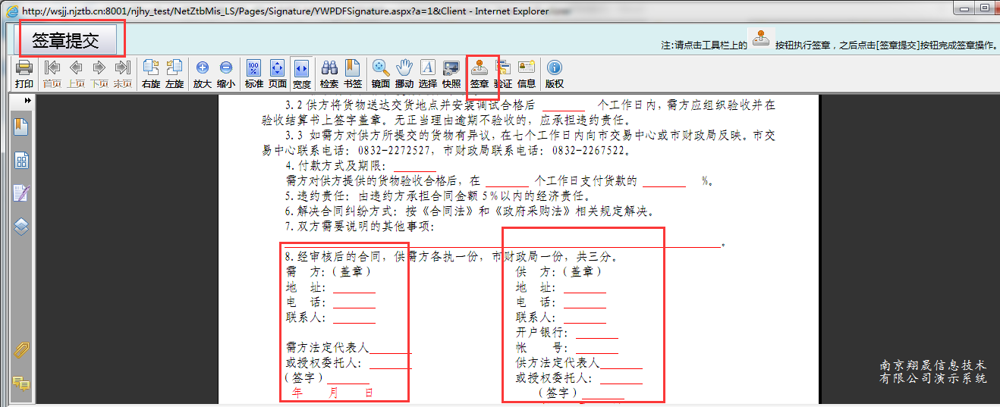 http://wsjj.njztb.cn:8001/njhy_test/NetZtbMis_LS/Pages/Signature/YWPDFSignature.aspx?a=1&Client - Internet Explorer
签章提交
注:请点击工具栏上的 按钮执行签章，之后点击[签章提交]按钮完成签章操作。
打印 首页 上页 下页 末页 右旋 左旋 放大 缩小 标准 页面 宽度 检索 书签 镜面 挪动 选择 快照 签章 验证 信息 版权
3.2供方将货物送达交货地点并安装调试合格后 ______ 个工作日内，需方应组织验收并在
验收结算书上签字盖章。无正当理由逾期不验收的，应承担违约责任。
3.3 如需方对供方所提交的货物有异议，在七个工作日内向市交易中心或市财政局反映。市交
易中心联系电话：0832-2272527，市财政局联系电话：0832-2267522。
4.付款方式及期限：______
需方对供方提供的货物验收合格后，在 ______ 个工作日支付货款的 ______ %。
5.违约责任：由违约方承担合同金额5%以内的经济责任。
6.解决合同纠纷方式：按《合同法》和《政府采购法》相关规定解决。
7.双方需要说明的其他事项：
______。
8.经审核后的合同，供需方各执一份，市财政局一份，共三分。
需 方:（盖章） 供 方:（盖章）
地 址：______ 地 址：______
电 话：______ 电 话：______
联系人：______ 联系人：______
开户银行：______
需方法定代表人______ 帐 号：______
或授权委托人：______ 供方法定代表人______
（签字）______ 或授权委托人：______
年 月 日 （签字）______
南京翔晟信息技术
有限公司演示系统